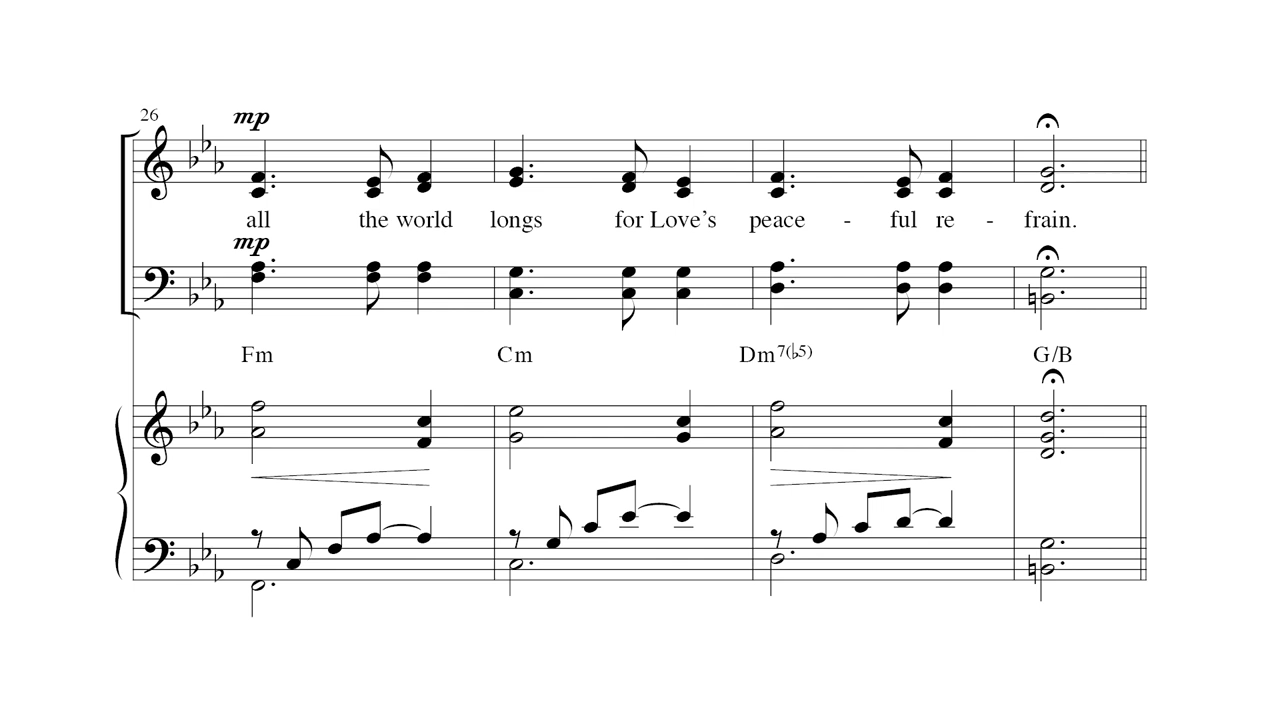 26
mp
all the world longs for Love’s peace - ful re - frain.
mp
Fm Cm Dm7(♭5) G/B